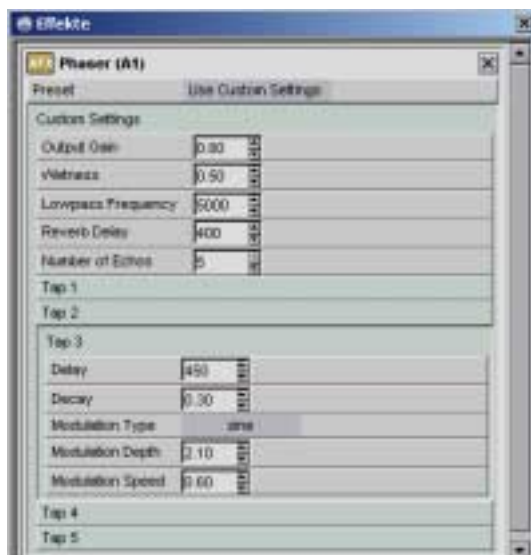 Effekte
AFX Phaser (A1)
Preset Use Custom Settings
Custom Settings
Output Gain 0.80
Wetness 0.50
Lowpass Frequency 5000
Reverb Delay 400
Number of Echos 5
Tap 1
Tap 2
Tap 3
Delay 450
Decay 0.30
Modulation Type sine
Modulation Depth 2.10
Modulation Speed 0.60
Tap 4
Tap 5